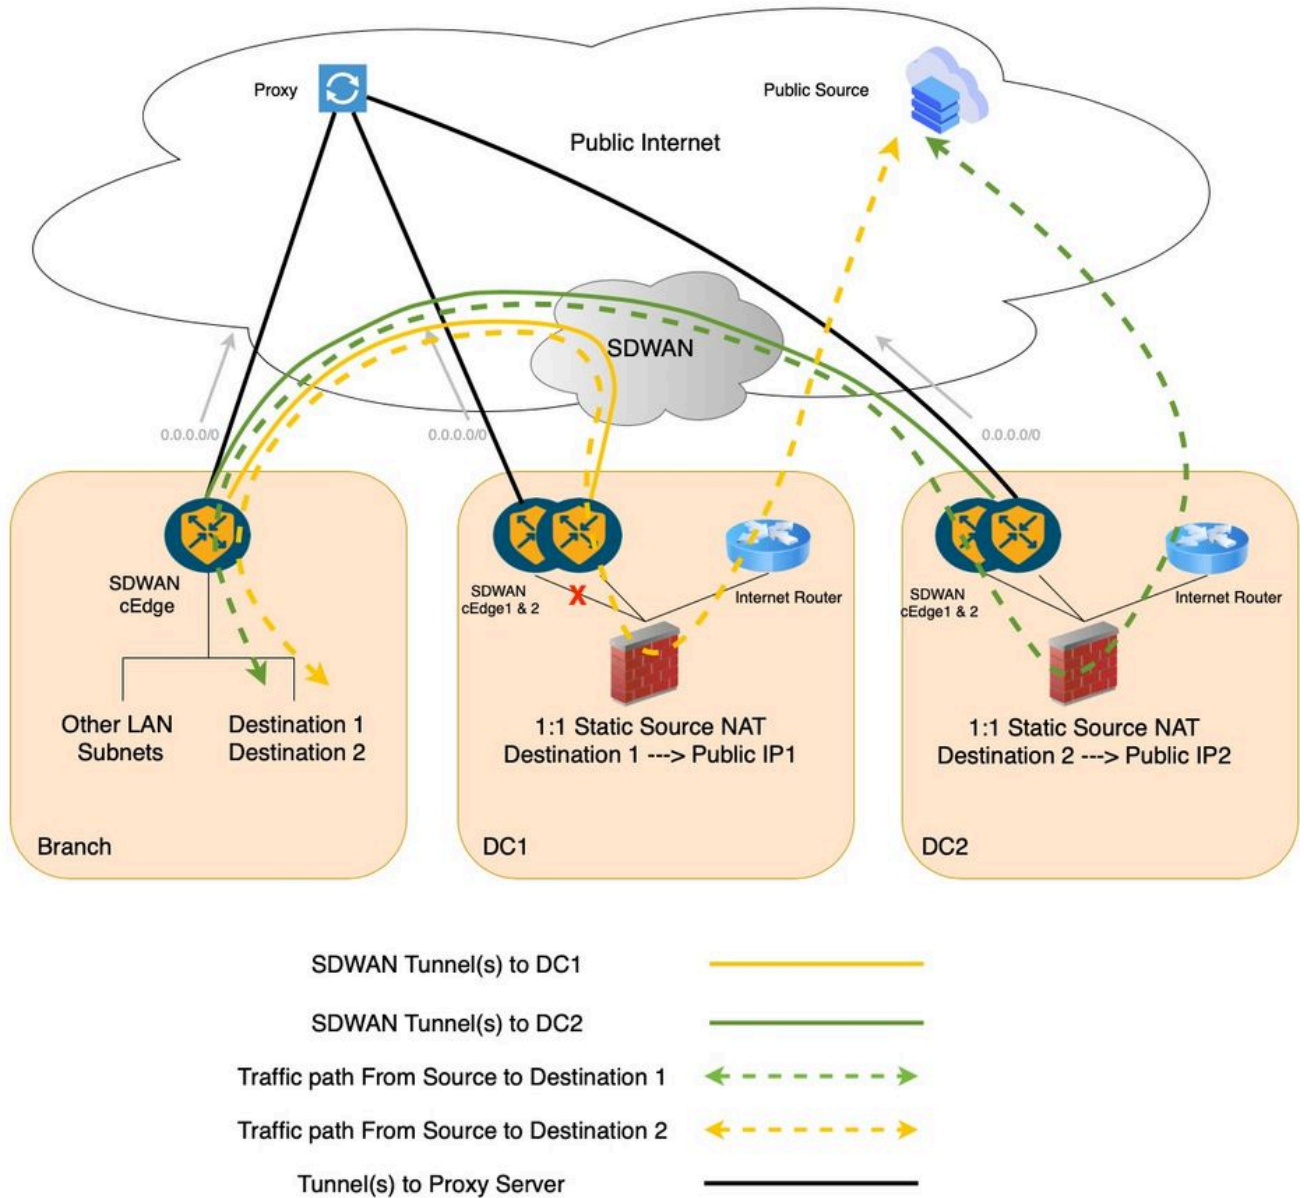 Proxy
Public Source
Public Internet
SDWAN
0.0.0.0/0
0.0.0.0/0
0.0.0.0/0
SDWAN
cEdge
Other LAN
Subnets
Destination 1
Destination 2
Branch
SDWAN
cEdge1 & 2
X
Internet Router
1:1 Static Source NAT
Destination 1 ---> Public IP1
DC1
SDWAN
cEdge1 & 2
Internet Router
1:1 Static Source NAT
Destination 2 ---> Public IP2
DC2
SDWAN Tunnel(s) to DC1
SDWAN Tunnel(s) to DC2
Traffic path From Source to Destination 1
Traffic path From Source to Destination 2
Tunnel(s) to Proxy Server